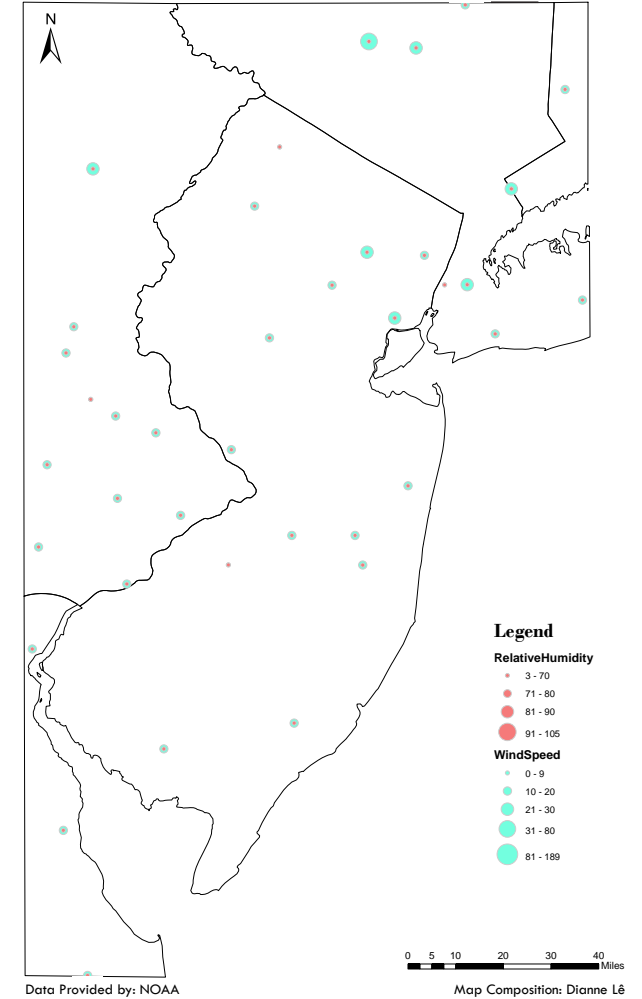 N
Legend
RelativeHumidity
3 - 70
71 - 80
81 - 90
91 - 105
WindSpeed
0 - 9
10 - 20
21 - 30
31 - 80
81 - 189
0 5 10 20 30 40
Miles
Data Provided by: NOAA
Map Composition: Dianne Lê